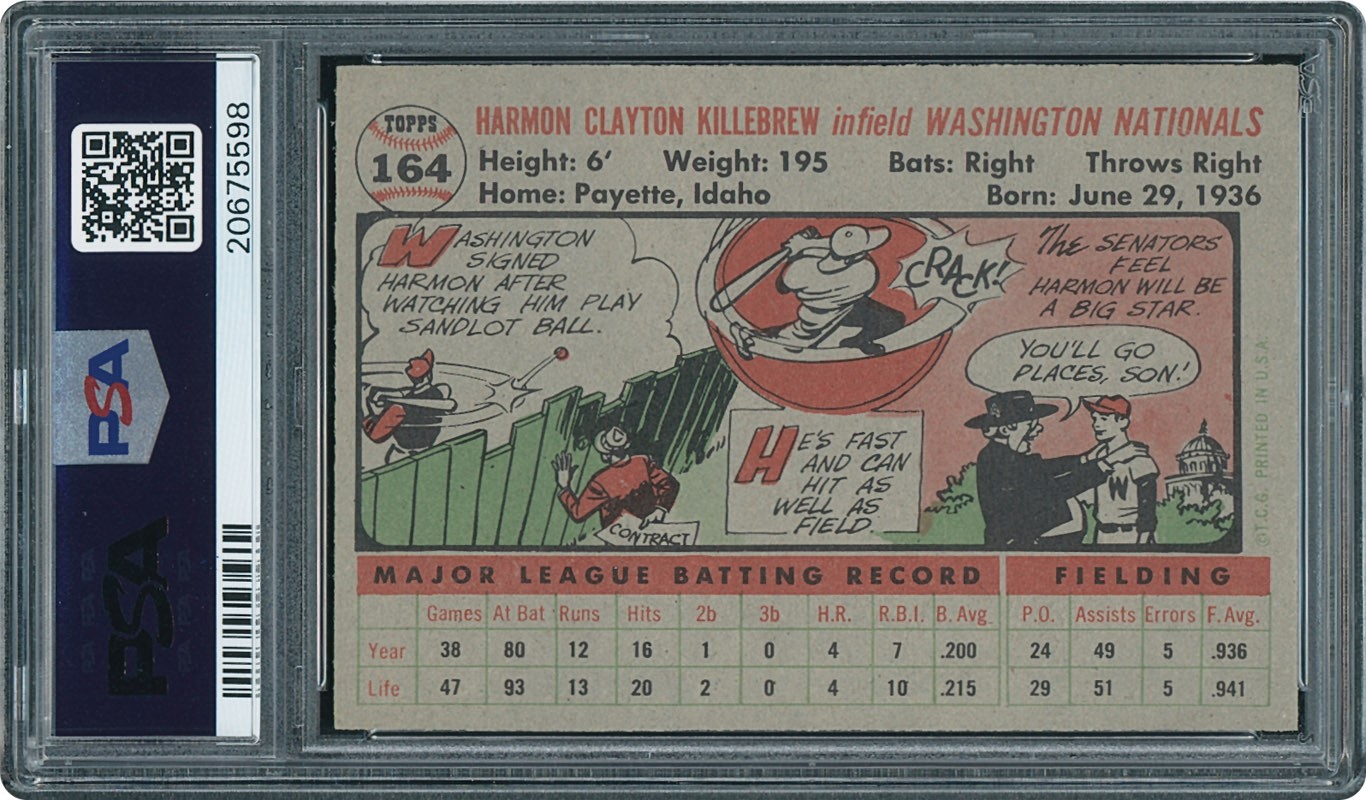 20675598
PSA
PSA
TOPPS
164
HARMON CLAYTON KILLEBREW infield WASHINGTON NATIONALS
Height: 6' Weight: 195 Bats: Right Throws Right
Home: Payette, Idaho Born: June 29, 1936
WASHINGTON
SIGNED
HARMON AFTER
WATCHING HIM PLAY
SANDLOT BALL.
CONTRACT
CRACK!
HE'S FAST
AND CAN
HIT AS
WELL AS
FIELD.
THE SENATORS
FEEL
HARMON WILL BE
A BIG STAR.
YOU'LL GO
PLACES, SON!
W
©T.C.G. PRINTED IN U.S.A.
MAJOR LEAGUE BATTING RECORD FIELDING
Games At Bat Runs Hits 2b 3b H.R. R.B.I. B. Avg. P.O. Assists Errors F. Avg.
Year 38 80 12 16 1 0 4 7 .200 24 49 5 .936
Life 47 93 13 20 2 0 4 10 .215 29 51 5 .941